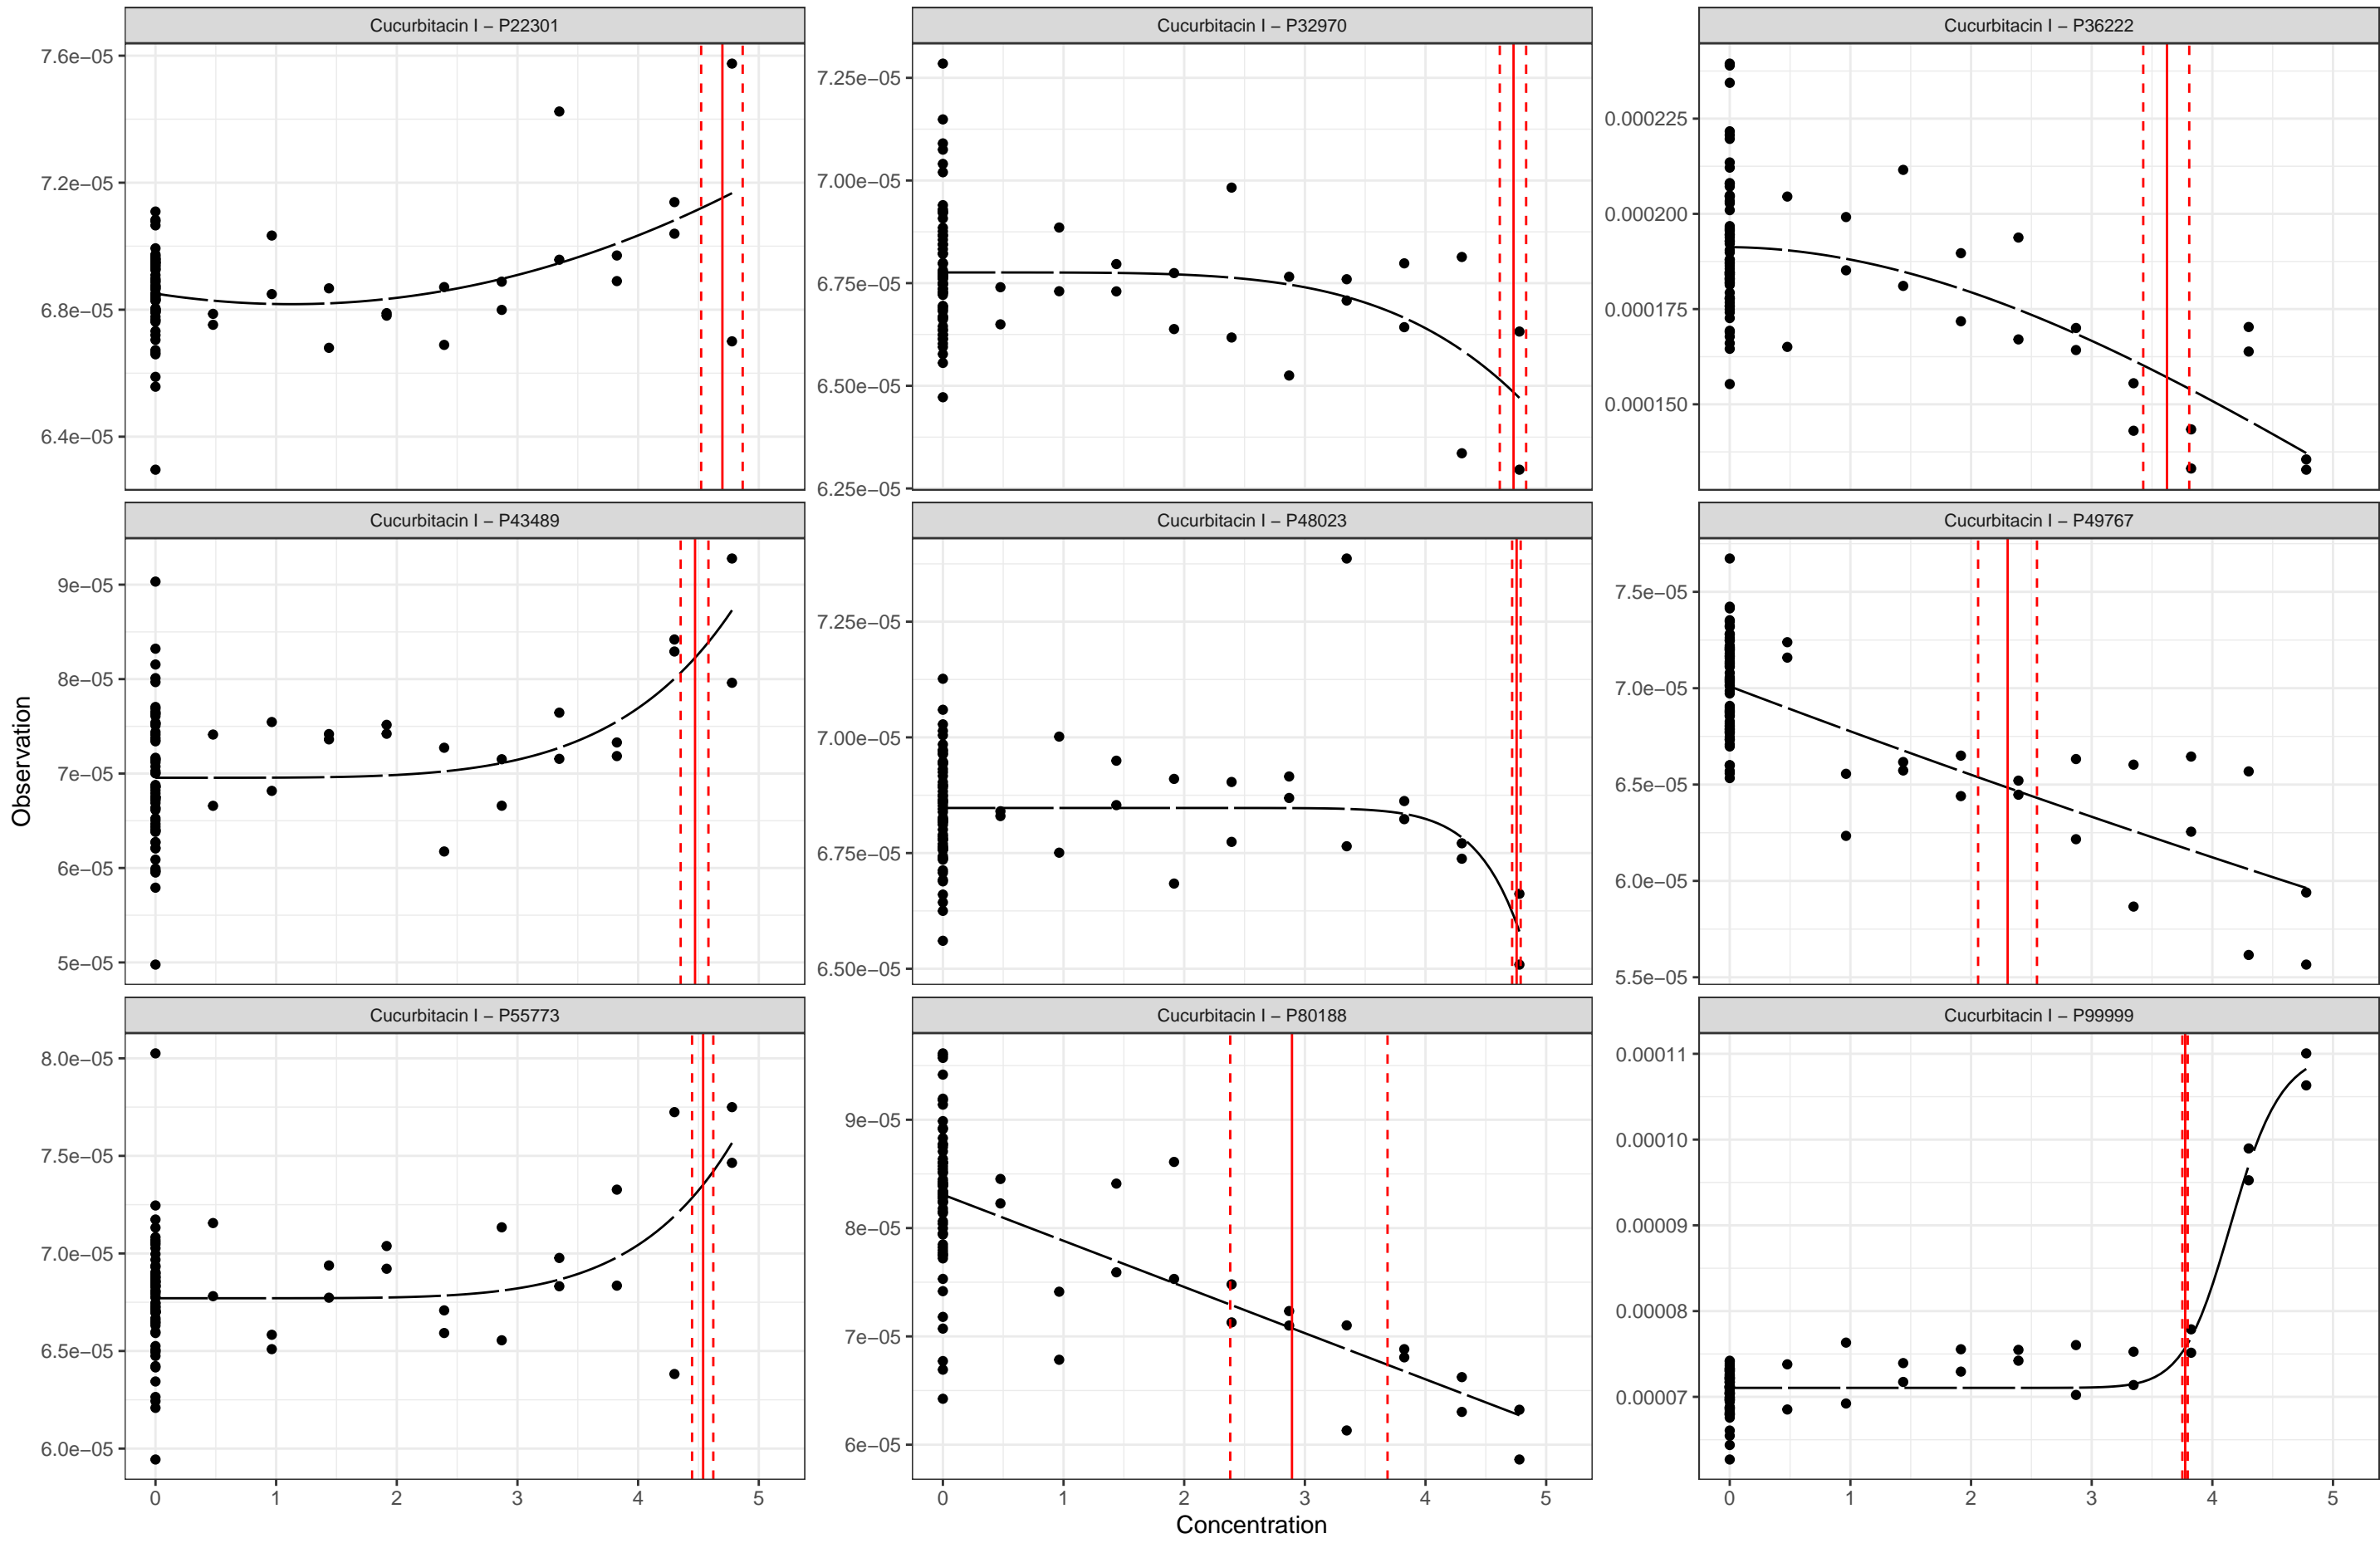 Cucurbitacin I – P22301
Cucurbitacin I – P32970
Cucurbitacin I – P36222
7.6e−05
7.2e−05
6.8e−05
6.4e−05
7.25e−05
7.00e−05
6.75e−05
6.50e−05
6.25e−05
0.000225
0.000200
0.000175
0.000150
Cucurbitacin I – P43489
Cucurbitacin I – P48023
Cucurbitacin I – P49767
9e−05
8e−05
7e−05
6e−05
5e−05
7.25e−05
7.00e−05
6.75e−05
6.50e−05
7.5e−05
7.0e−05
6.5e−05
6.0e−05
5.5e−05
Observation
Cucurbitacin I – P55773
Cucurbitacin I – P80188
Cucurbitacin I – P99999
8.0e−05
7.5e−05
7.0e−05
6.5e−05
6.0e−05
9e−05
8e−05
7e−05
6e−05
0.00011
0.00010
0.00009
0.00008
0.00007
0 1 2 3 4 5
0 1 2 3 4 5
0 1 2 3 4 5
Concentration